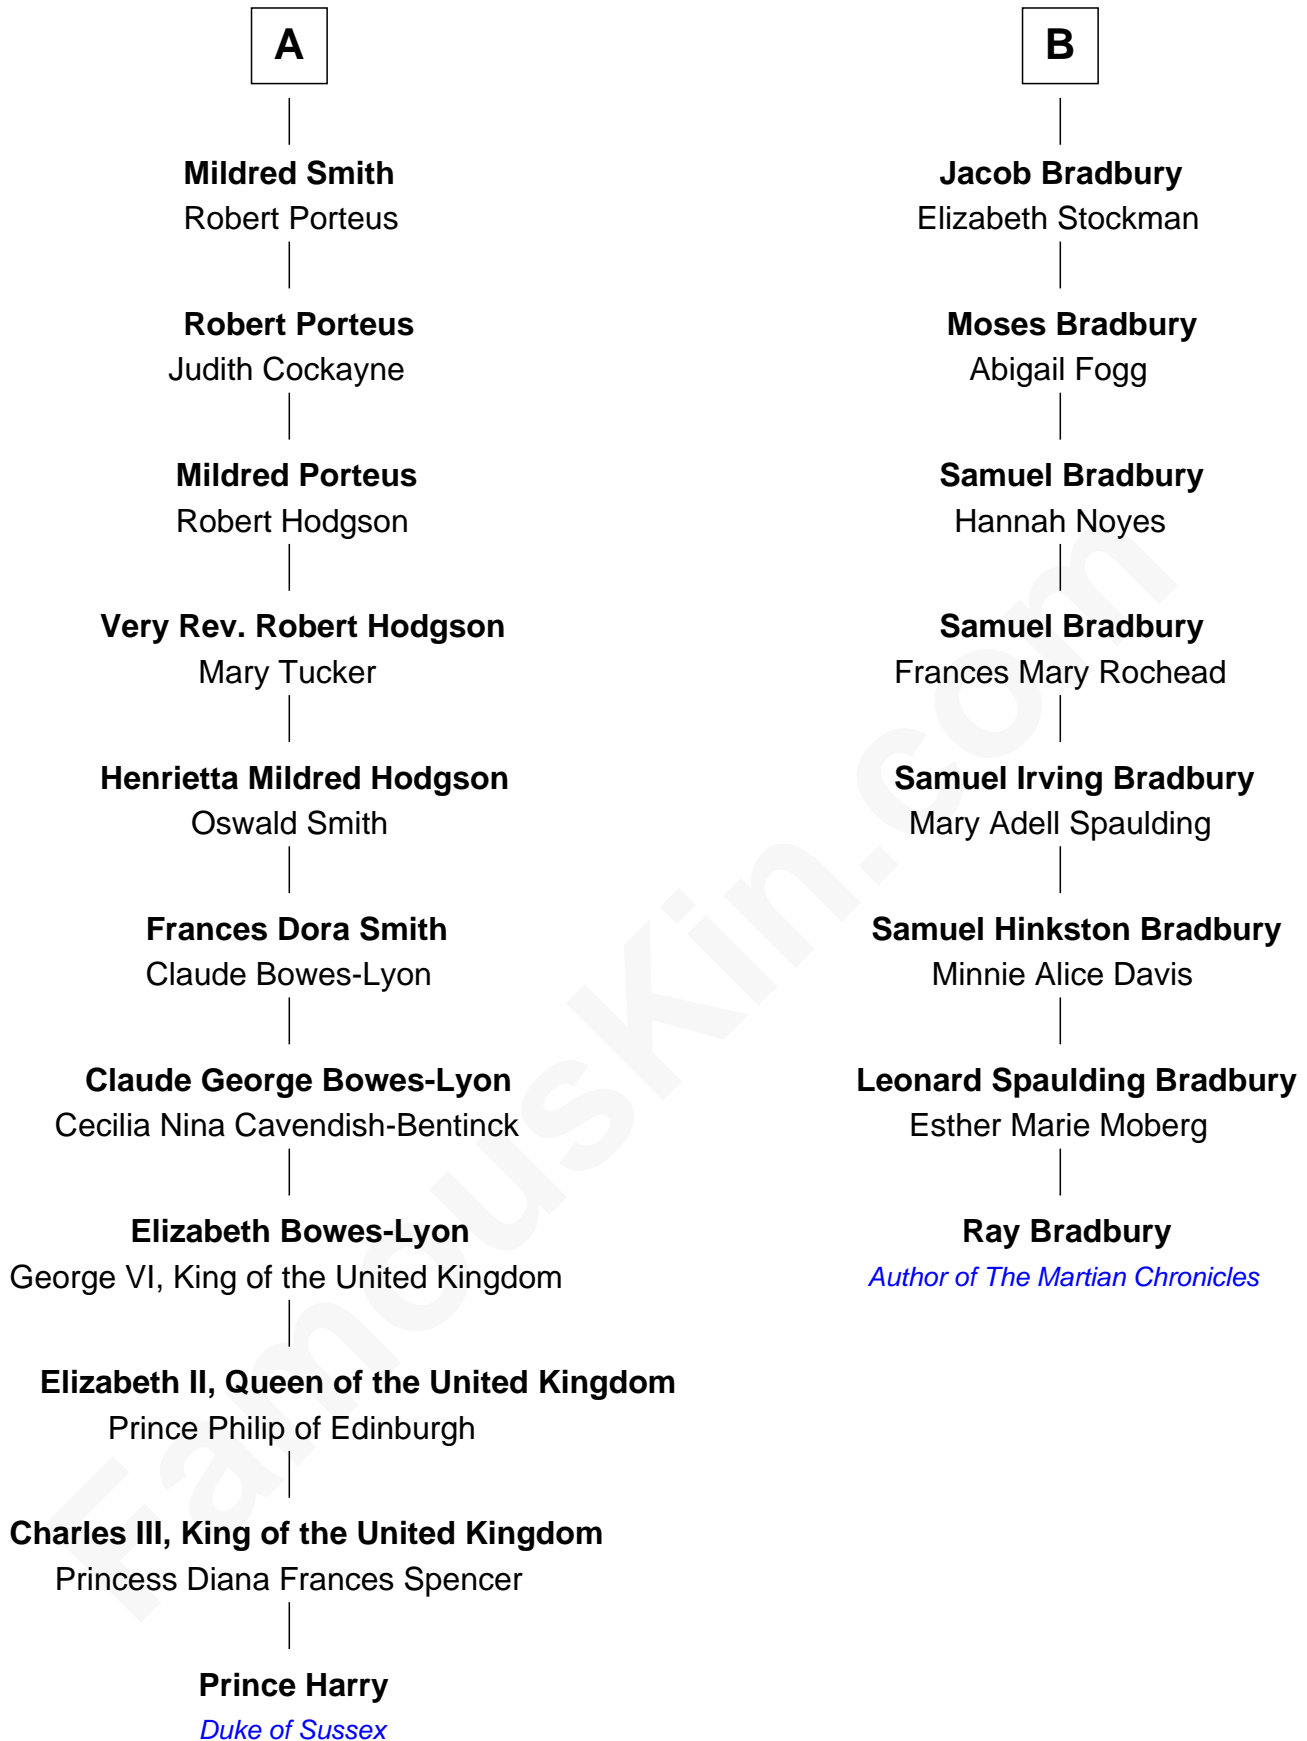 A
Mildred Smith
Robert Porteus
Robert Porteus
Judith Cockayne
Mildred Porteus
Robert Hodgson
Very Rev. Robert Hodgson
Mary Tucker
Henrietta Mildred Hodgson
Oswald Smith
Frances Dora Smith
Claude Bowes-Lyon
Claude George Bowes-Lyon
Cecilia Nina Cavendish-Bentinck
Elizabeth Bowes-Lyon
George VI, King of the United Kingdom
Elizabeth II, Queen of the United Kingdom
Prince Philip of Edinburgh
Charles III, King of the United Kingdom
Princess Diana Frances Spencer
Prince Harry
Duke of Sussex
B
Jacob Bradbury
Elizabeth Stockman
Moses Bradbury
Abigail Fogg
Samuel Bradbury
Hannah Noyes
Samuel Bradbury
Frances Mary Rochead
Samuel Irving Bradbury
Mary Adell Spaulding
Samuel Hinkston Bradbury
Minnie Alice Davis
Leonard Spaulding Bradbury
Esther Marie Moberg
Ray Bradbury
Author of The Martian Chronicles
FamousKin.com